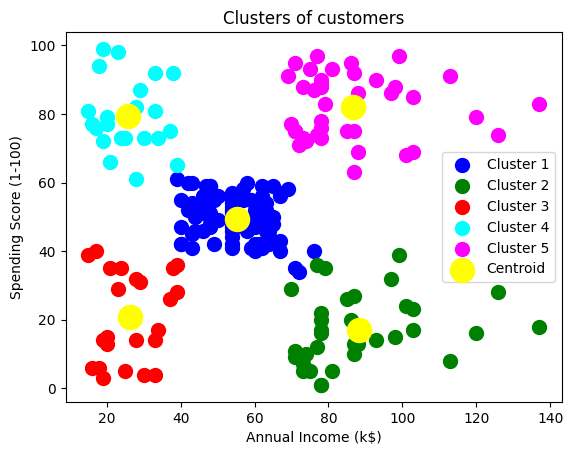 Clusters of customers
100
80
60
40
20
0
Spending Score (1-100)
Cluster 1
Cluster 2
Cluster 3
Cluster 4
Cluster 5
Centroid
20 40 60 80 100 120 140
Annual Income (k$)